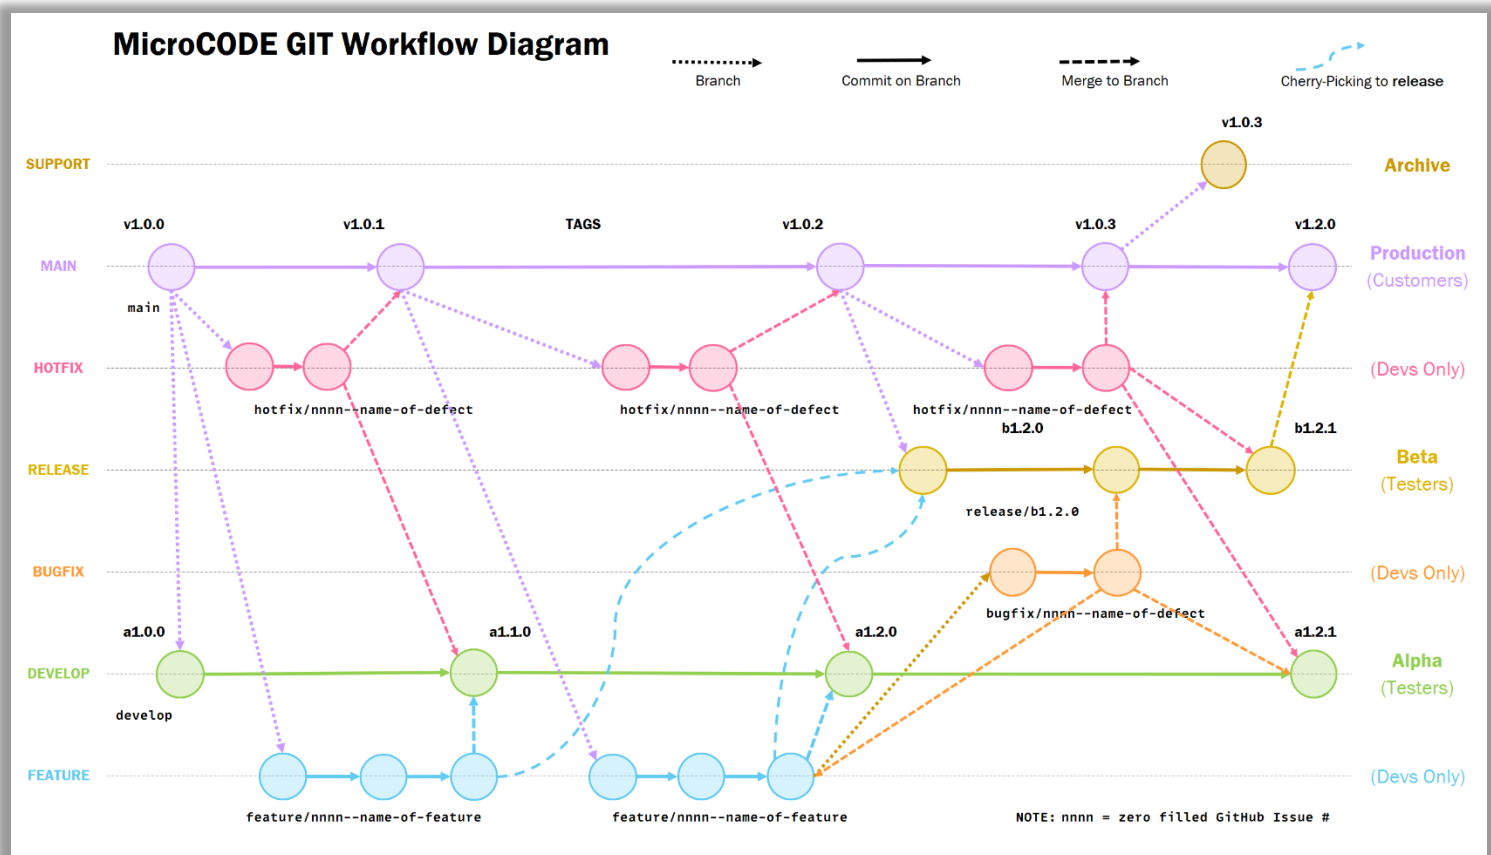 MicroCODE GIT Workflow Diagram
Branch
Commit on Branch
Merge to Branch
Cherry-Picking to release
v1.0.3
SUPPORT
Archive
v1.0.0
v1.0.1
TAGS
v1.0.2
v1.0.3
v1.2.0
MAIN
Production
(Customers)
main
HOTFIX
(Devs Only)
hotfix/nnnn--name-of-defect
hotfix/nnnn--name-of-defect
hotfix/nnnn--name-of-defect
b1.2.0
b1.2.1
RELEASE
Beta
(Testers)
release/b1.2.0
BUGFIX
(Devs Only)
bugfix/nnnn--name-of-defect
a1.0.0
a1.1.0
a1.2.0
a1.2.1
DEVELOP
Alpha
(Testers)
develop
FEATURE
(Devs Only)
feature/nnnn--name-of-feature
feature/nnnn--name-of-feature
NOTE: nnnn = zero filled GitHub Issue #